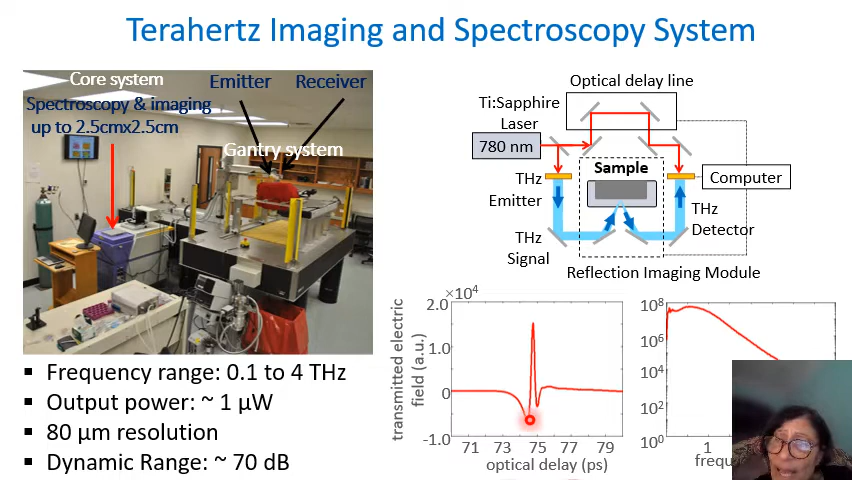 Terahertz Imaging and Spectroscopy System
Core system
Spectroscopy & imaging
up to 2.5cmx2.5cm
Emitter
Receiver
Gantry system
▪ Frequency range: 0.1 to 4 THz
▪ Output power: ~ 1 µW
▪ 80 µm resolution
▪ Dynamic Range: ~ 70 dB
Optical delay line
Ti:Sapphire
Laser
780 nm
Sample
THz
Emitter
Computer
THz
Detector
THz
Signal
Reflection Imaging Module
×10⁴
2.0
1.0
0
-1.0
transmitted electric
field (a.u.)
71 73 75 77 79
optical delay (ps)
10⁸
10⁶
10⁴
10²
10⁰
1